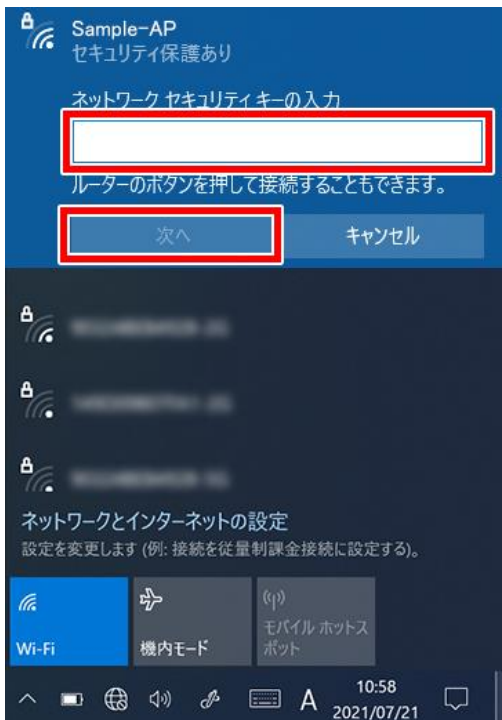 Sample-AP
セキュリティ保護あり
ネットワーク セキュリティ キーの入力
ルーターのボタンを押して接続することもできます。
次へ
キャンセル
ネットワークとインターネットの設定
設定を変更します (例: 接続を従量制課金接続に設定する)。
Wi-Fi
機内モード
モバイル ホットス
ポット
A
10:58
2021/07/21